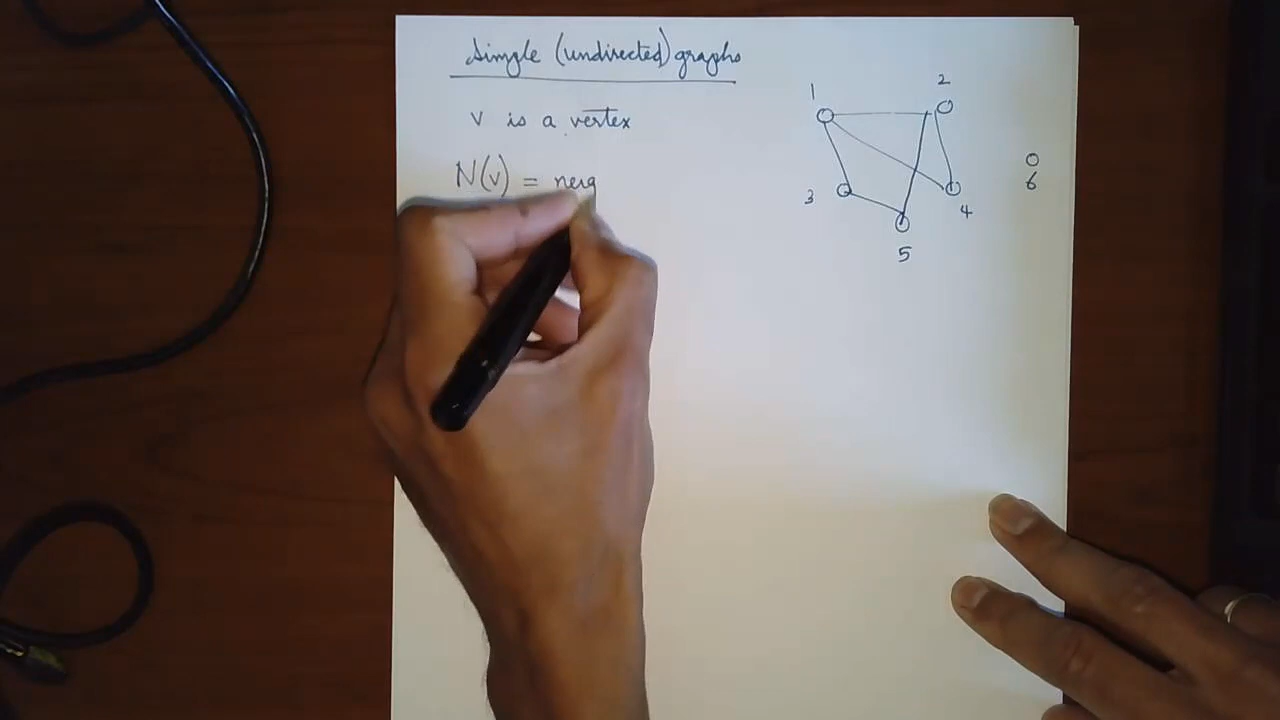 Simple (undirected) graphs
v is a vertex
N(v) = neig
1
2
3
4
5
6